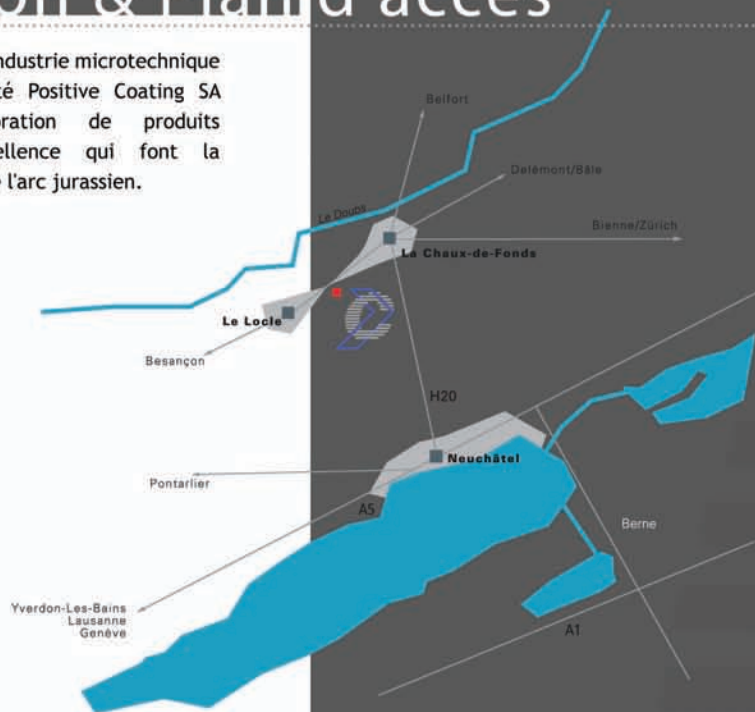 & Plan d'accès
industrie microtechnique
té Positive Coating SA
oration de produits
ellence qui font la
l'arc jurassien.
Belfort
Delémont/Bâle
Le Doubs
Bienne/Zürich
La Chaux-de-Fonds
Le Locle
Besançon
H20
Neuchâtel
Pontarlier
A5
Berne
Yverdon-Les-Bains
Lausanne
Genève
A1